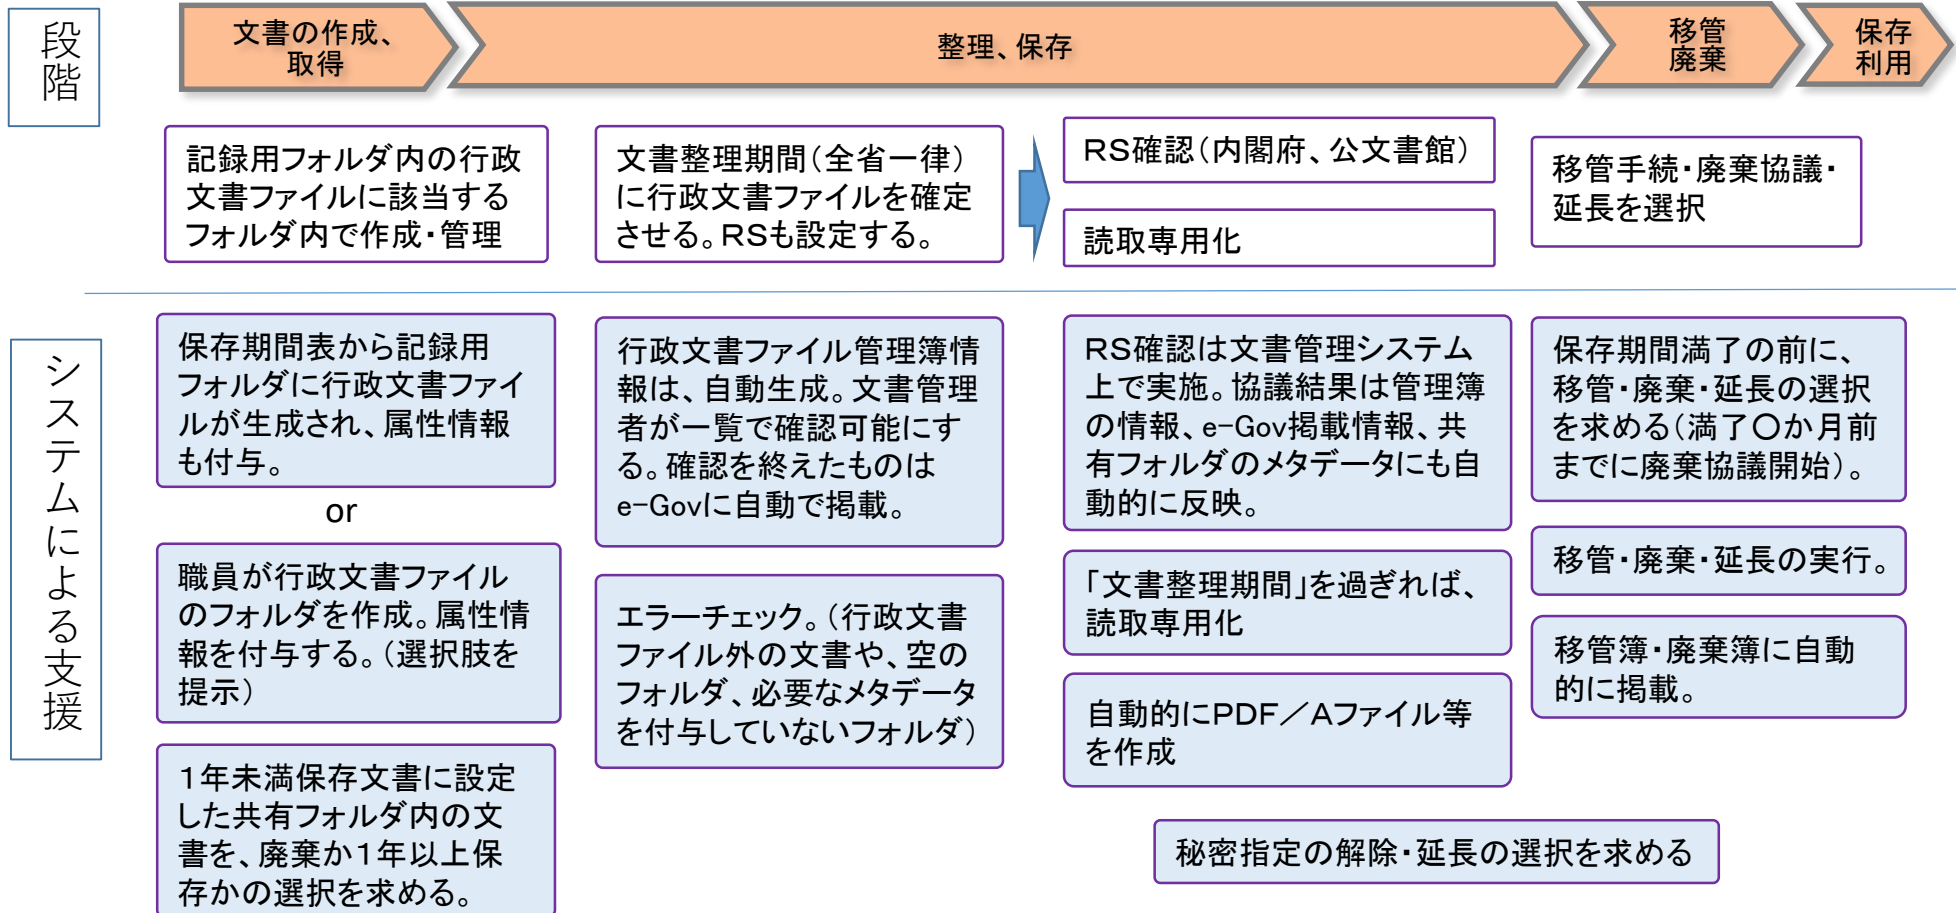 段階
文書の作成、
取得
整理、保存
移管
廃棄
保存
利用
記録用フォルダ内の行政
文書ファイルに該当する
フォルダ内で作成・管理
文書整理期間(全省一律)
に行政文書ファイルを確定
させる。RSも設定する。
RS確認(内閣府、公文書館)
読取専用化
移管手続・廃棄協議・
延長を選択
システムによる支援
保存期間表から記録用
フォルダに行政文書ファイ
ルが生成され、属性情報
も付与。
or
職員が行政文書ファイル
のフォルダを作成。属性情
報を付与する。(選択肢を
提示)
1年未満保存文書に設定
した共有フォルダ内の文
書を、廃棄か1年以上保
存かの選択を求める。
行政文書ファイル管理簿情
報は、自動生成。文書管理
者が一覧で確認可能にす
る。確認を終えたものは
e-Govに自動で掲載。
エラーチェック。(行政文書
ファイル外の文書や、空の
フォルダ、必要なメタデータ
を付与していないフォルダ)
RS確認は文書管理システム
上で実施。協議結果は管理簿
の情報、e-Gov掲載情報、共
有フォルダのメタデータにも自
動的に反映。
「文書整理期間」を過ぎれば、
読取専用化
自動的にPDF/Aファイル等
を作成
保存期間満了の前に、
移管・廃棄・延長の選択
を求める(満了〇か月前
までに廃棄協議開始)。
移管・廃棄・延長の実行。
移管簿・廃棄簿に自動
的に掲載。
秘密指定の解除・延長の選択を求める